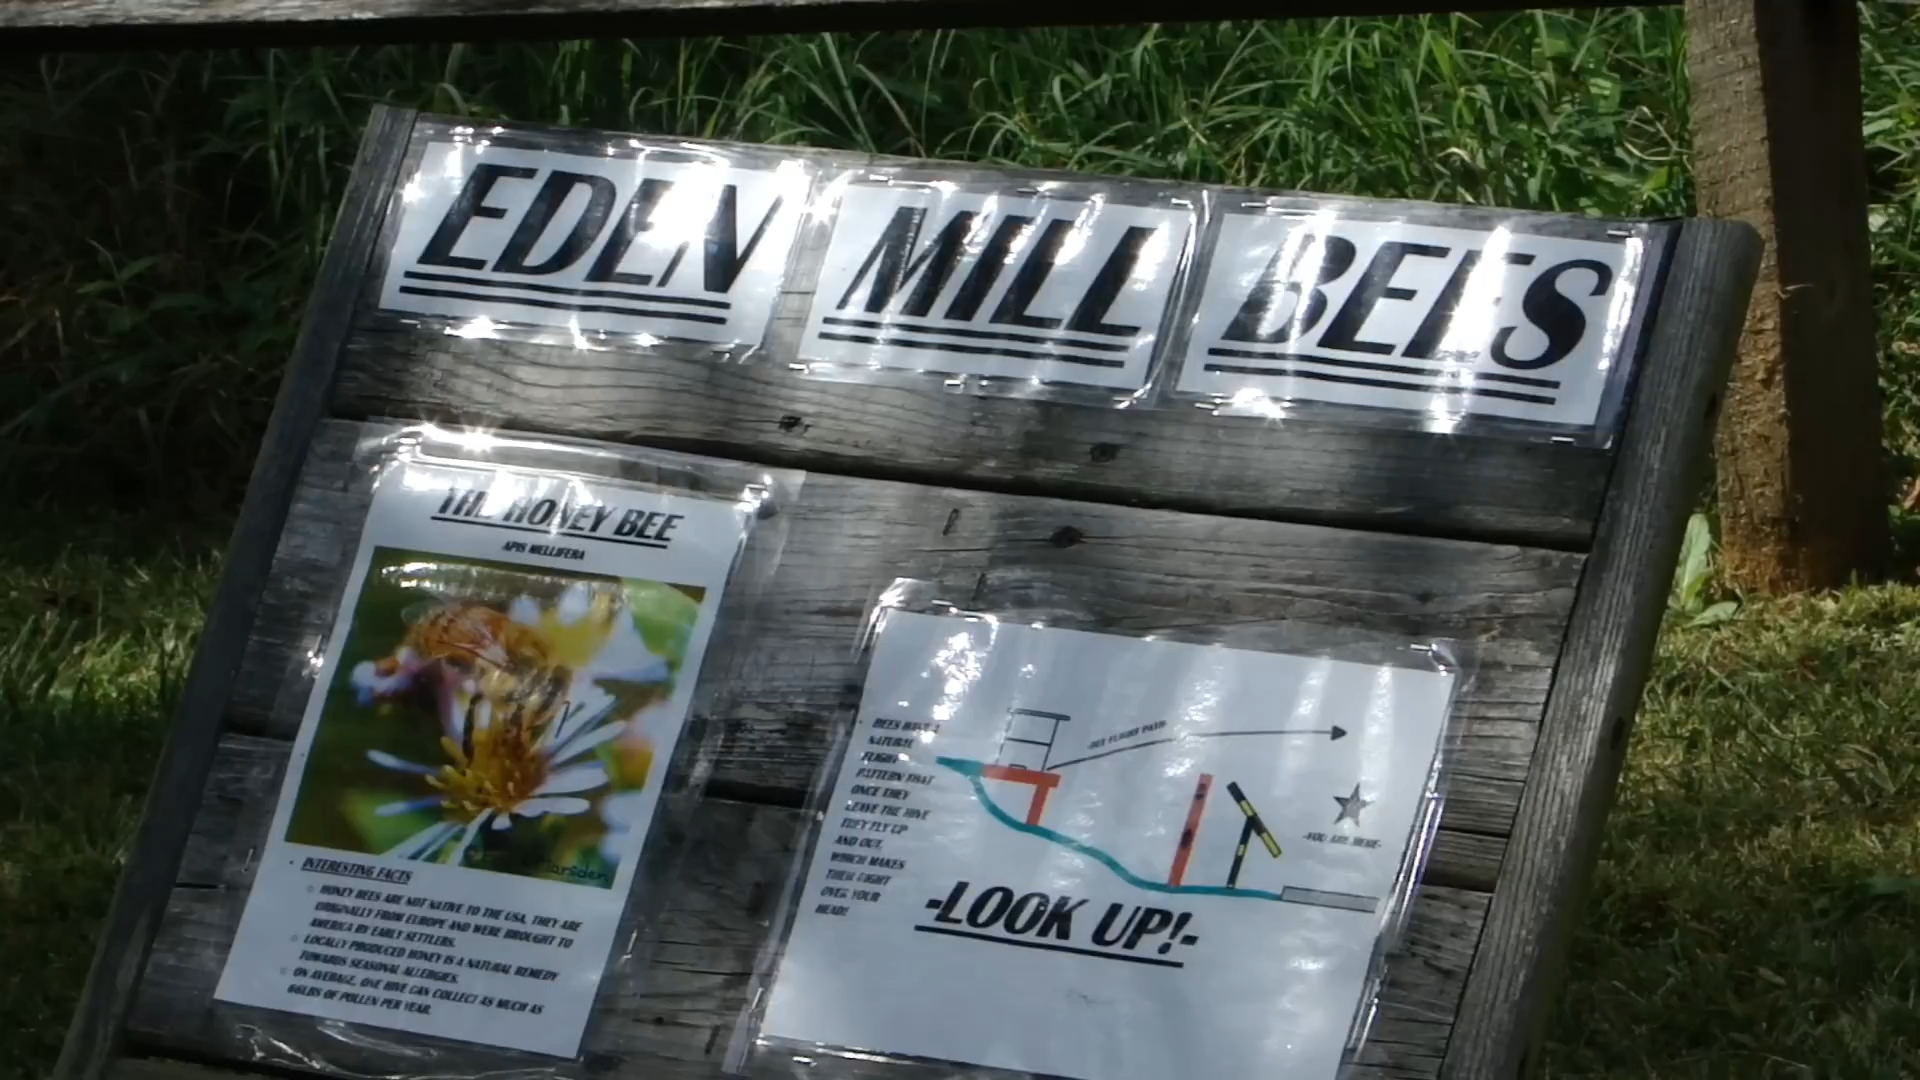 EDEN MILL BEES
THE HONEY BEE
APIS MELLIFERA
Marsden
• INTERESTING FACTS
○ HONEY BEES ARE NOT NATIVE TO THE USA. THEY ARE
ORIGINALLY FROM EUROPE AND WERE BROUGHT TO
AMERICA BY EARLY SETTLERS.
○ LOCALLY PRODUCED HONEY IS A NATURAL REMEDY
TOWARDS SEASONAL ALLERGIES.
○ ON AVERAGE, ONE HIVE CAN COLLECT AS MUCH AS
66LBS OF POLLEN PER YEAR.
• BEES HAVE A
NATURAL
FLIGHT
PATTERN THAT
ONCE THEY
LEAVE THE HIVE
THEY FLY UP
AND OUT,
WHICH MAKES
THEIR FLIGHT
OVER YOUR
HEAD!
FLIGHT PATH-
-YOU ARE HERE-
-LOOK UP!-